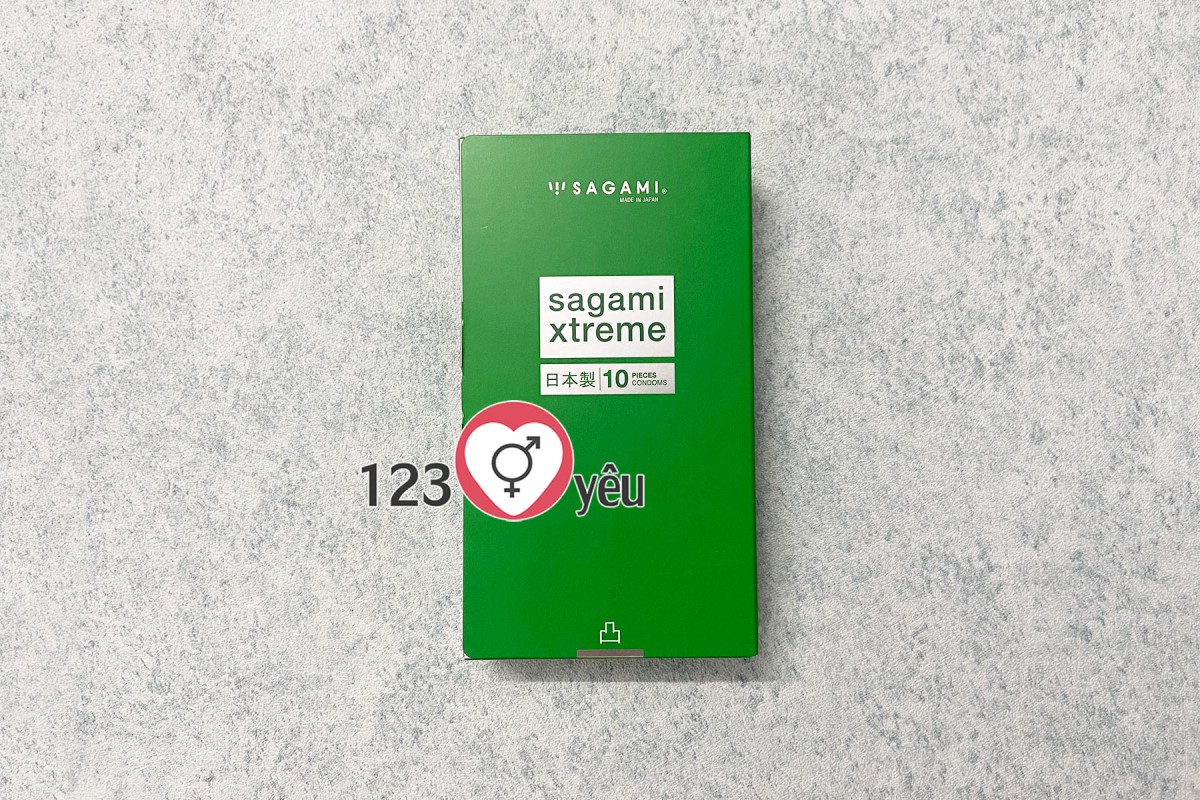 SAGAMI®
MADE IN JAPAN
sagami
xtreme
日本製 10 PIECES
CONDOMS
123 yêu